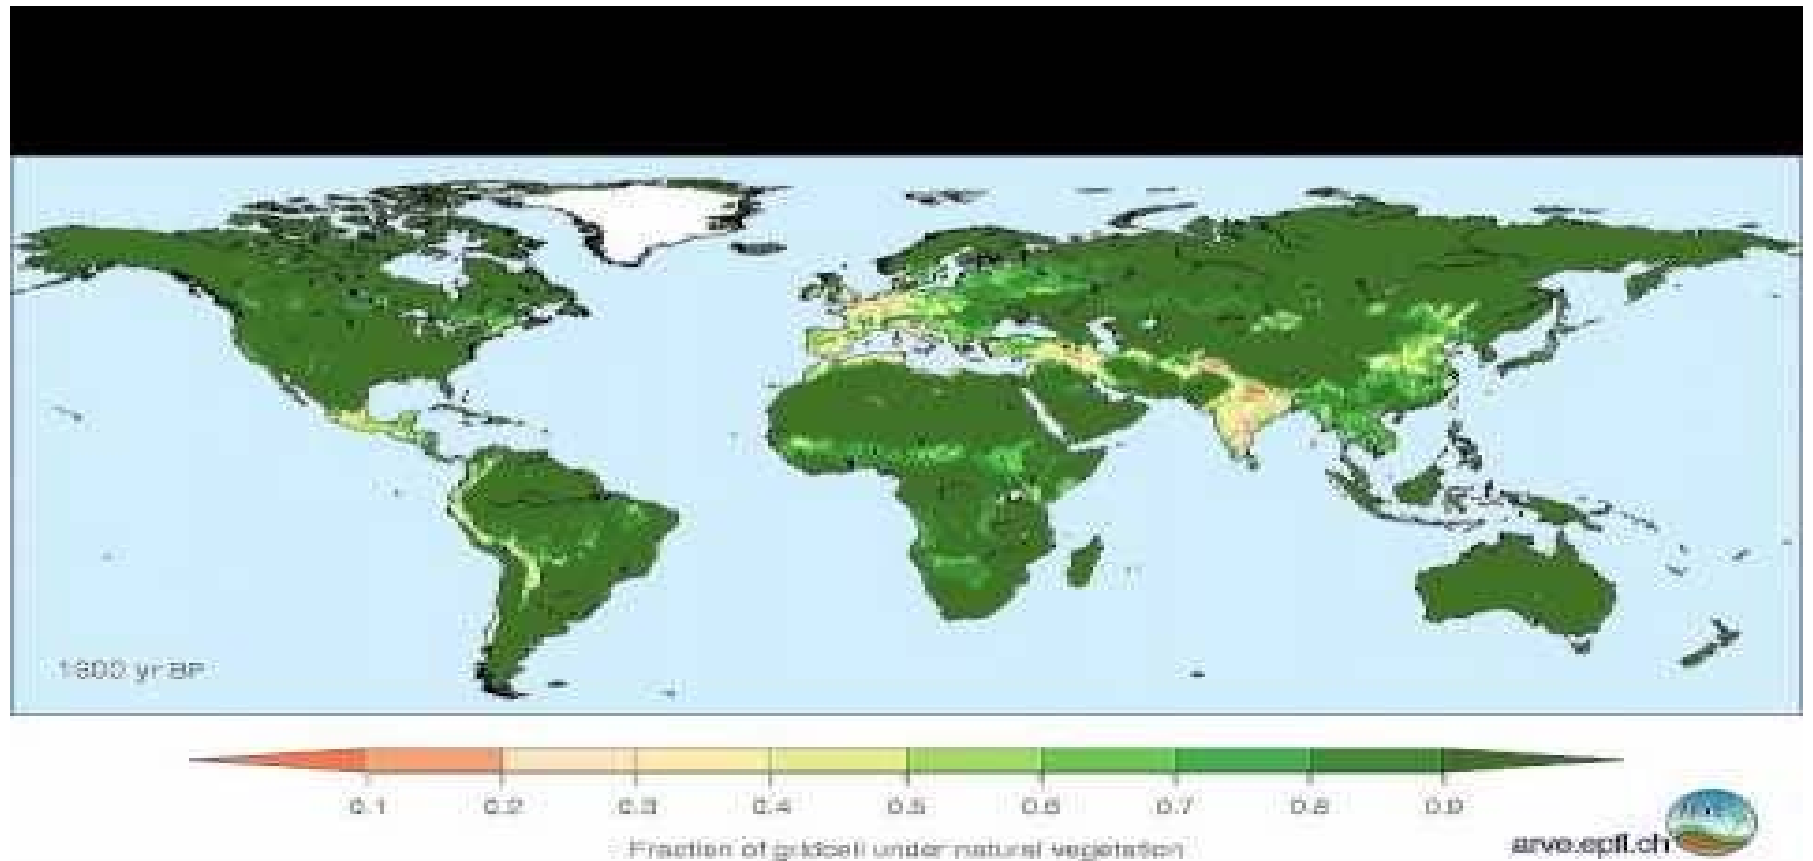 yr BP
0.1 0.2 0.3 0.4 0.5 0.6 0.7 0.8 0.9
Fraction of gridcell under natural vegetation
arve.epfl.ch